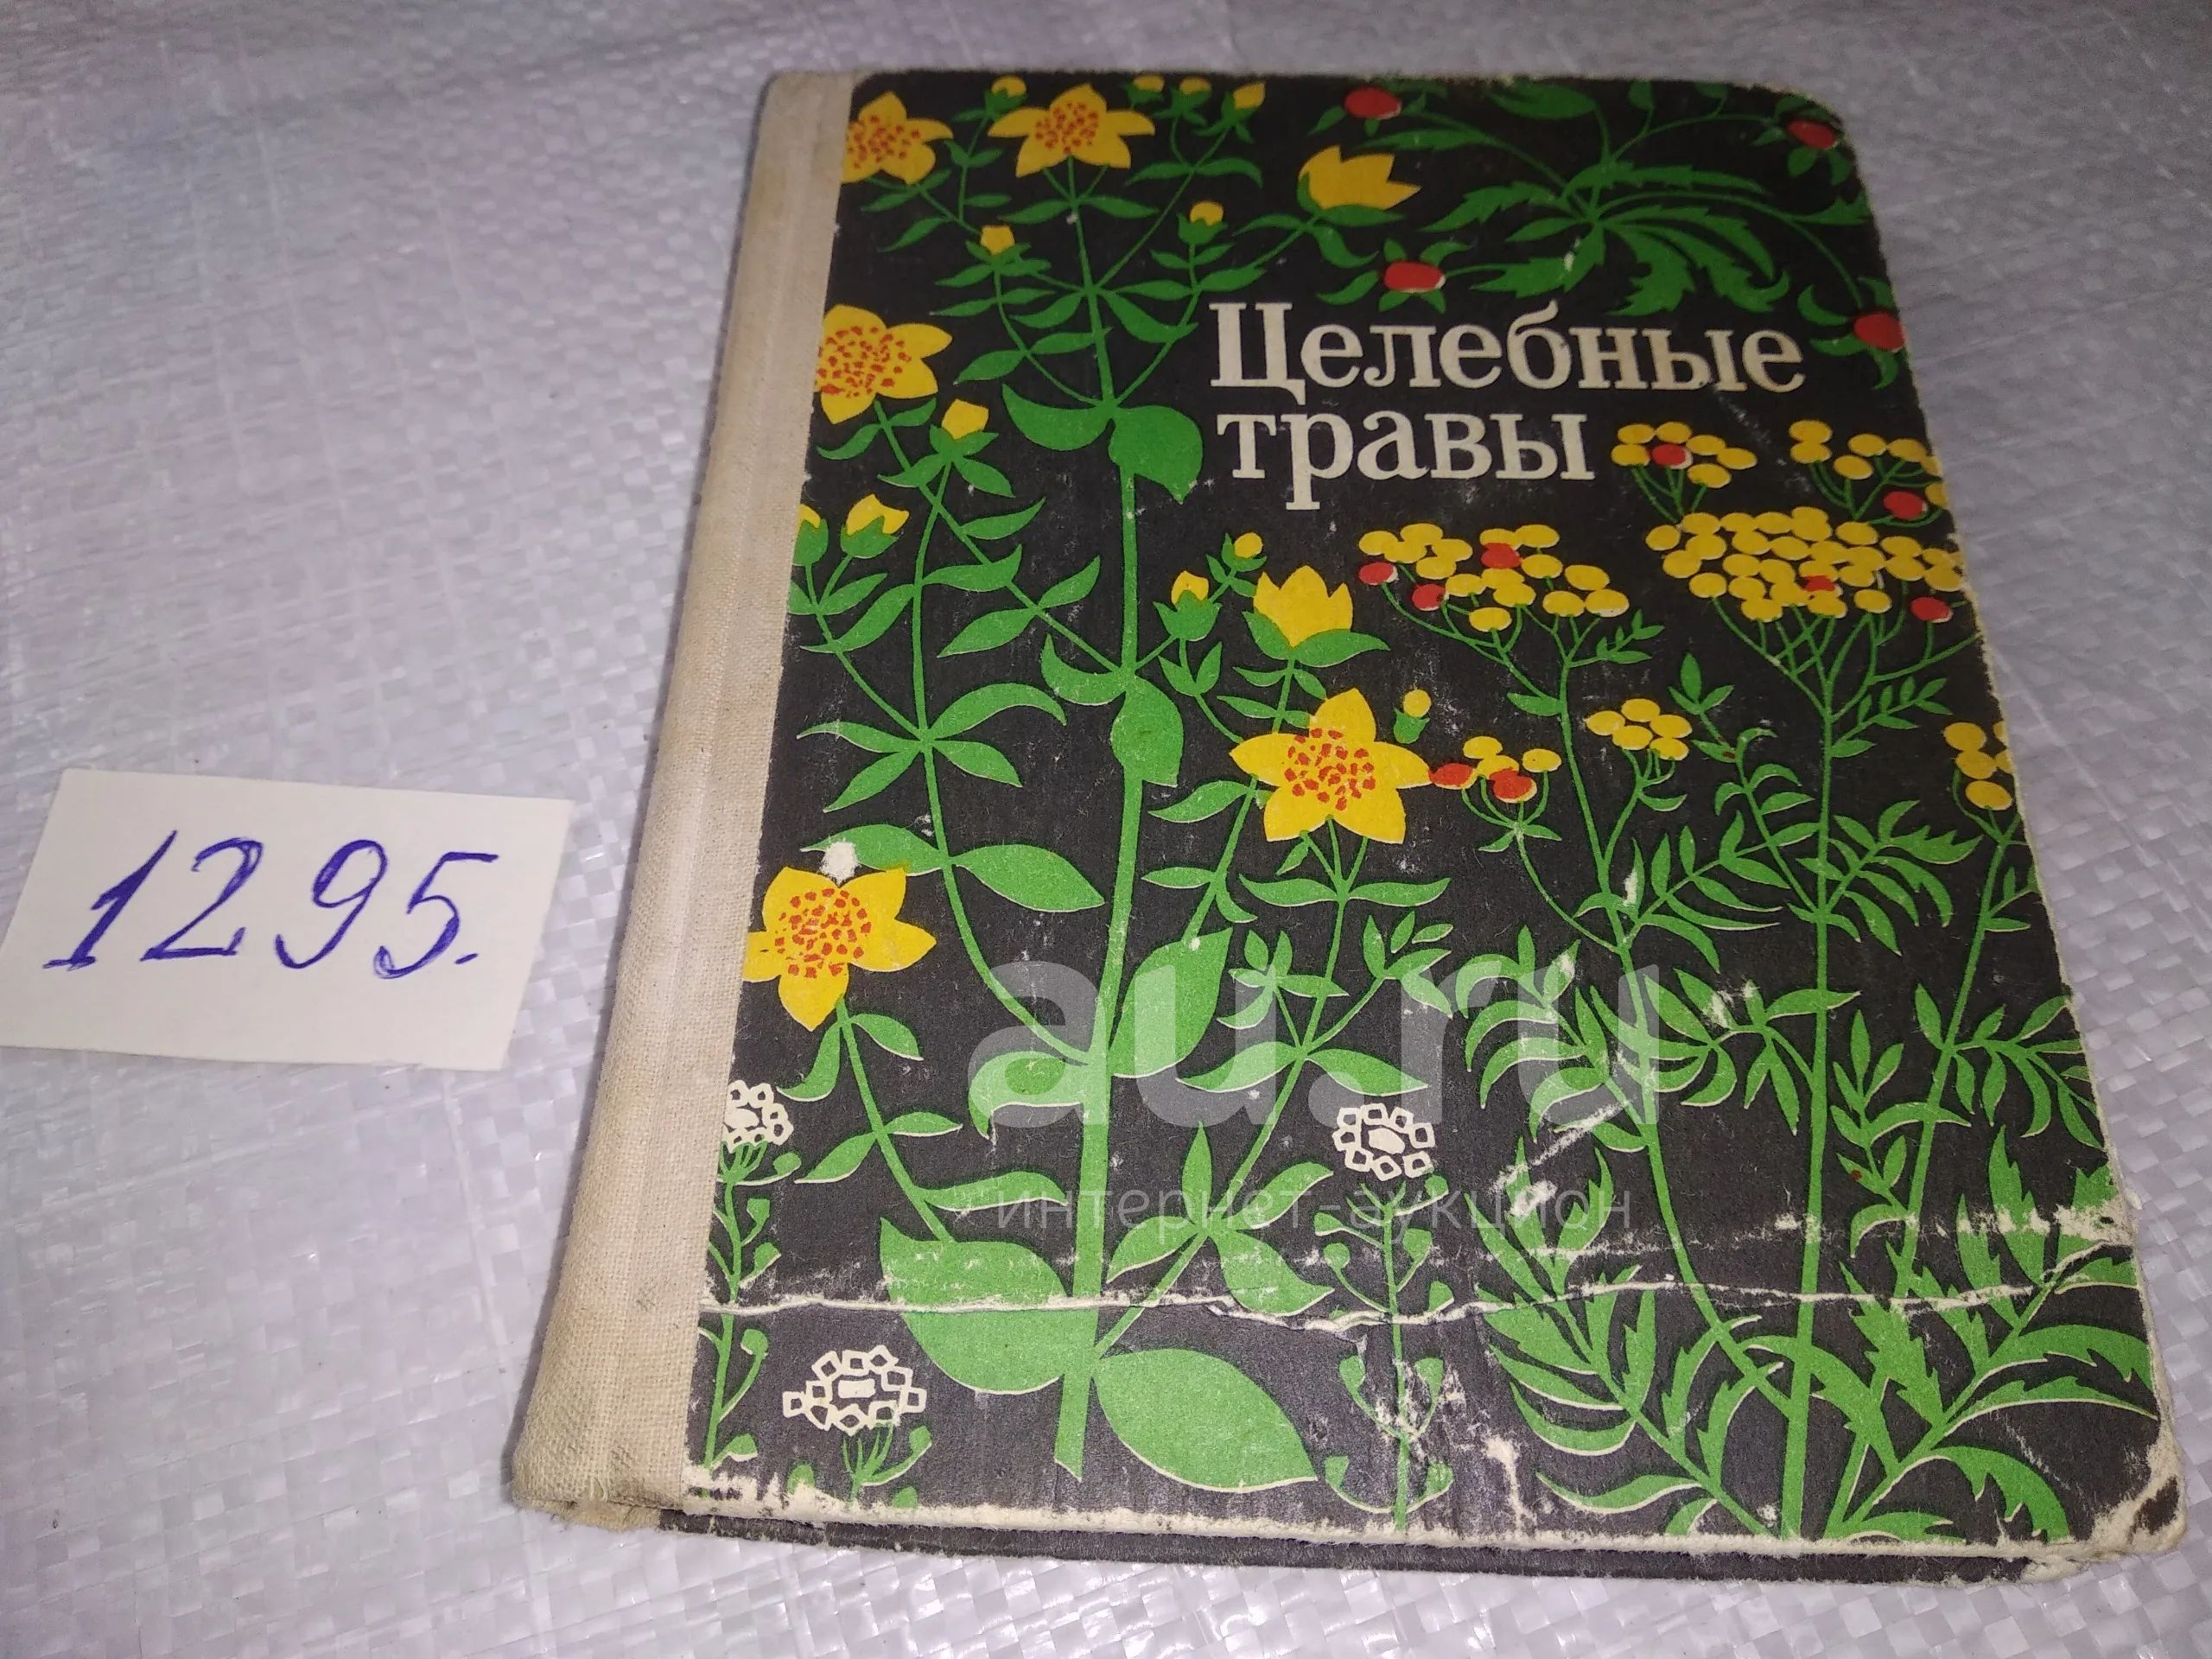 Целебные
травы
1295.
au.ru
интернет-аукцион